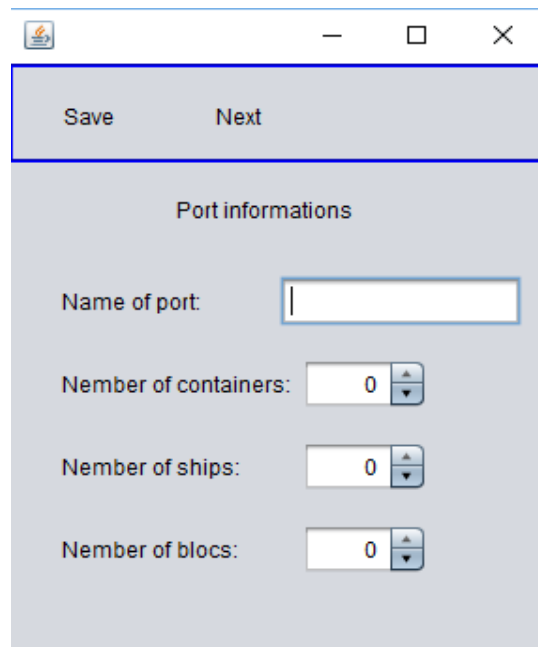 Save Next
Port informations
Name of port:
Nember of containers: 0
Nember of ships: 0
Nember of blocs: 0